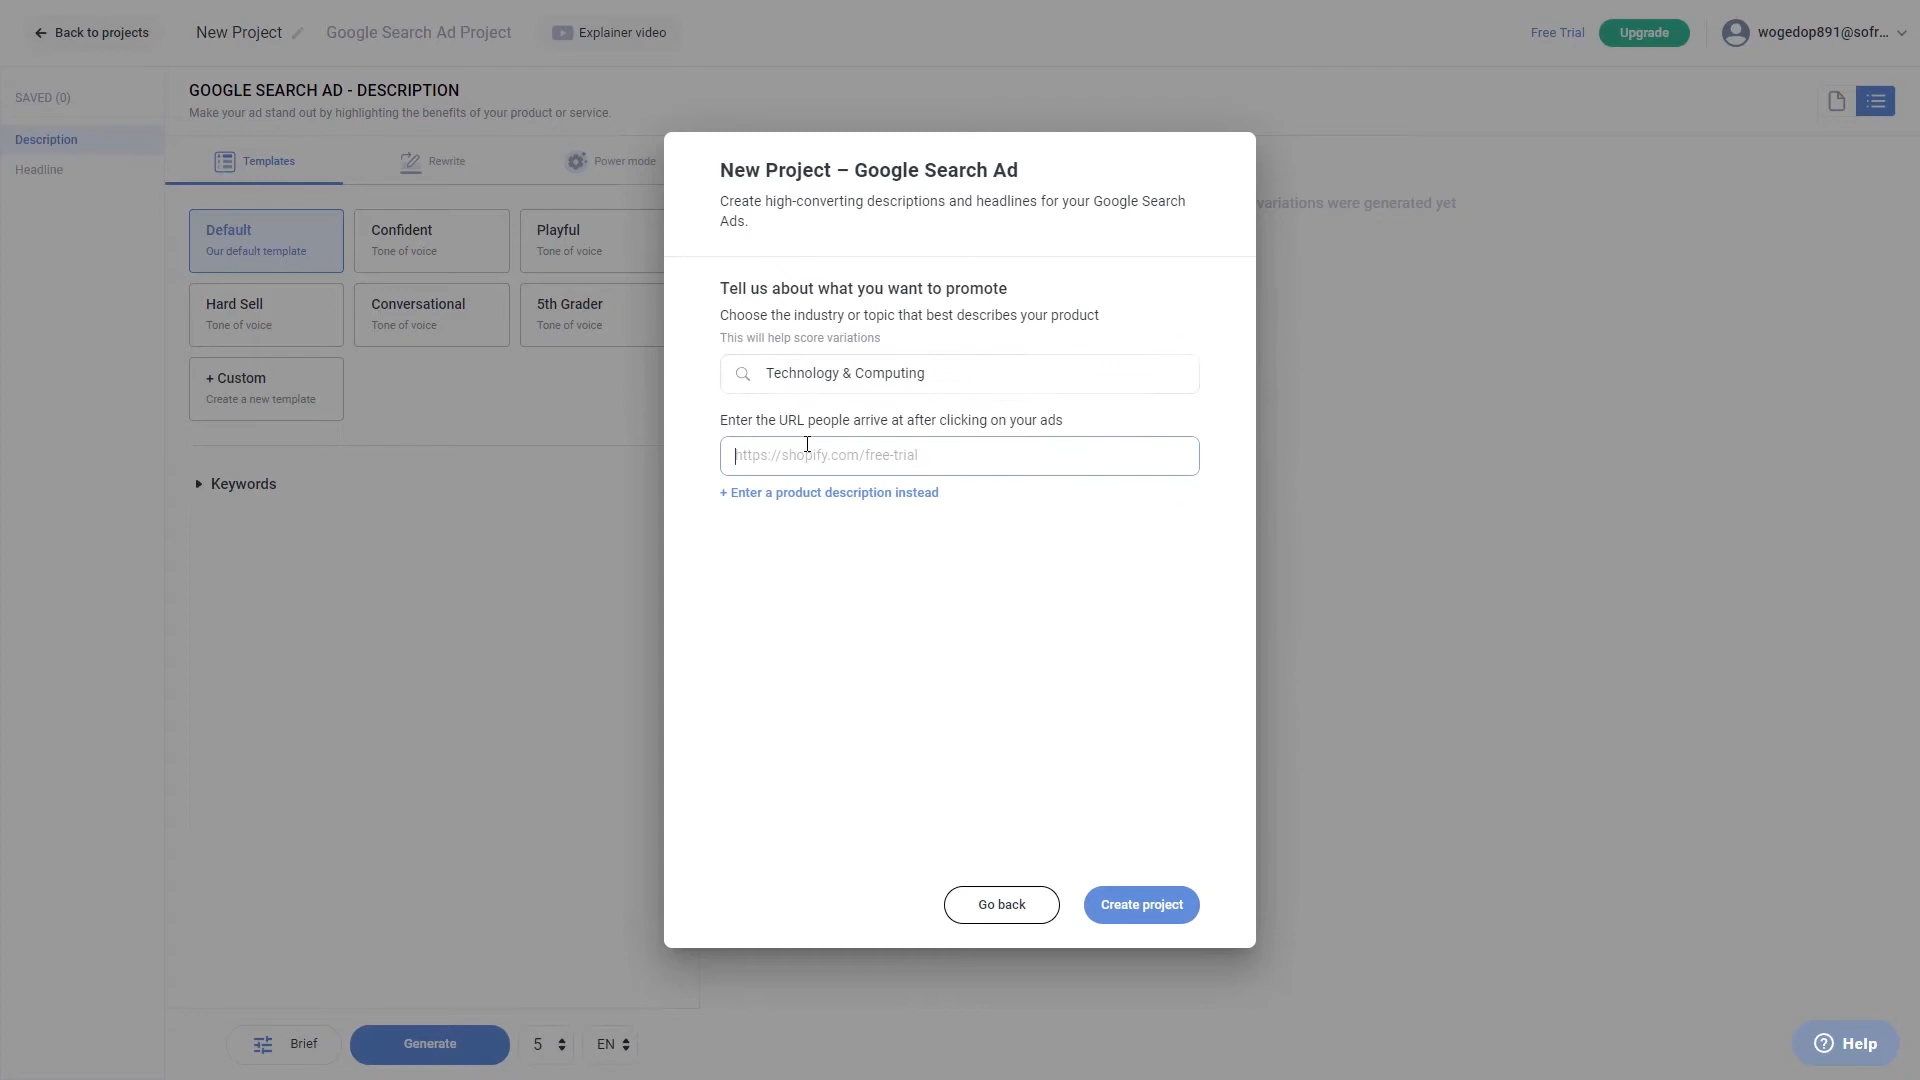 Back to projects
New Project
Google Search Ad Project
Explainer video
Free Trial
Upgrade
wogedop891@sofr...
SAVED (0)
Description
Headline
GOOGLE SEARCH AD - DESCRIPTION
Make your ad stand out by highlighting the benefits of your product or service.
Templates
Rewrite
Power mode
Default
Our default template
Confident
Tone of voice
Playful
Tone of voice
Hard Sell
Tone of voice
Conversational
Tone of voice
5th Grader
Tone of voice
+ Custom
Create a new template
Keywords
Brief
Generate
5
EN
New Project – Google Search Ad
Create high-converting descriptions and headlines for your Google Search
Ads.
Tell us about what you want to promote
Choose the industry or topic that best describes your product
This will help score variations
Technology & Computing
Enter the URL people arrive at after clicking on your ads
https://shopify.com/free-trial
+ Enter a product description instead
Go back
Create project
variations were generated yet
Help